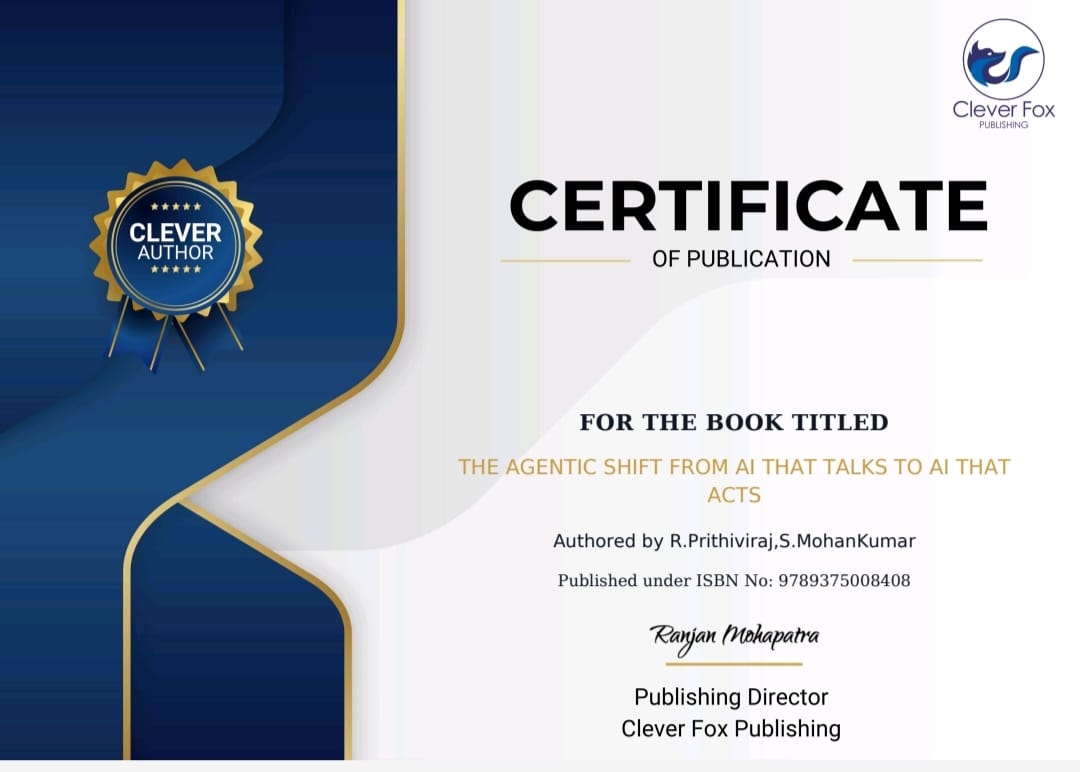 Clever Fox
PUBLISHING
CLEVER
AUTHOR
CERTIFICATE
OF PUBLICATION
FOR THE BOOK TITLED
THE AGENTIC SHIFT FROM AI THAT TALKS TO AI THAT
ACTS
Authored by R.Prithiviraj,S.MohanKumar
Published under ISBN No: 9789375008408
Ranjan Mohapatra
Publishing Director
Clever Fox Publishing